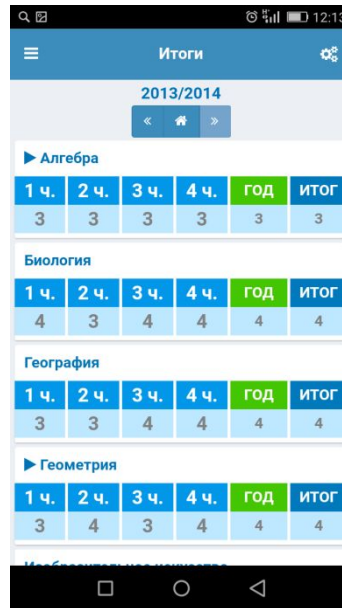 12:13
Итоги
2013/2014
« »
▶ Алгебра
1 ч. 2 ч. 3 ч. 4 ч. ГОД ИТОГ
3 3 3 3 3 3
Биология
1 ч. 2 ч. 3 ч. 4 ч. ГОД ИТОГ
4 3 4 4 4 4
География
1 ч. 2 ч. 3 ч. 4 ч. ГОД ИТОГ
3 3 4 4 4 4
▶ Геометрия
1 ч. 2 ч. 3 ч. 4 ч. ГОД ИТОГ
3 4 3 4 4 4